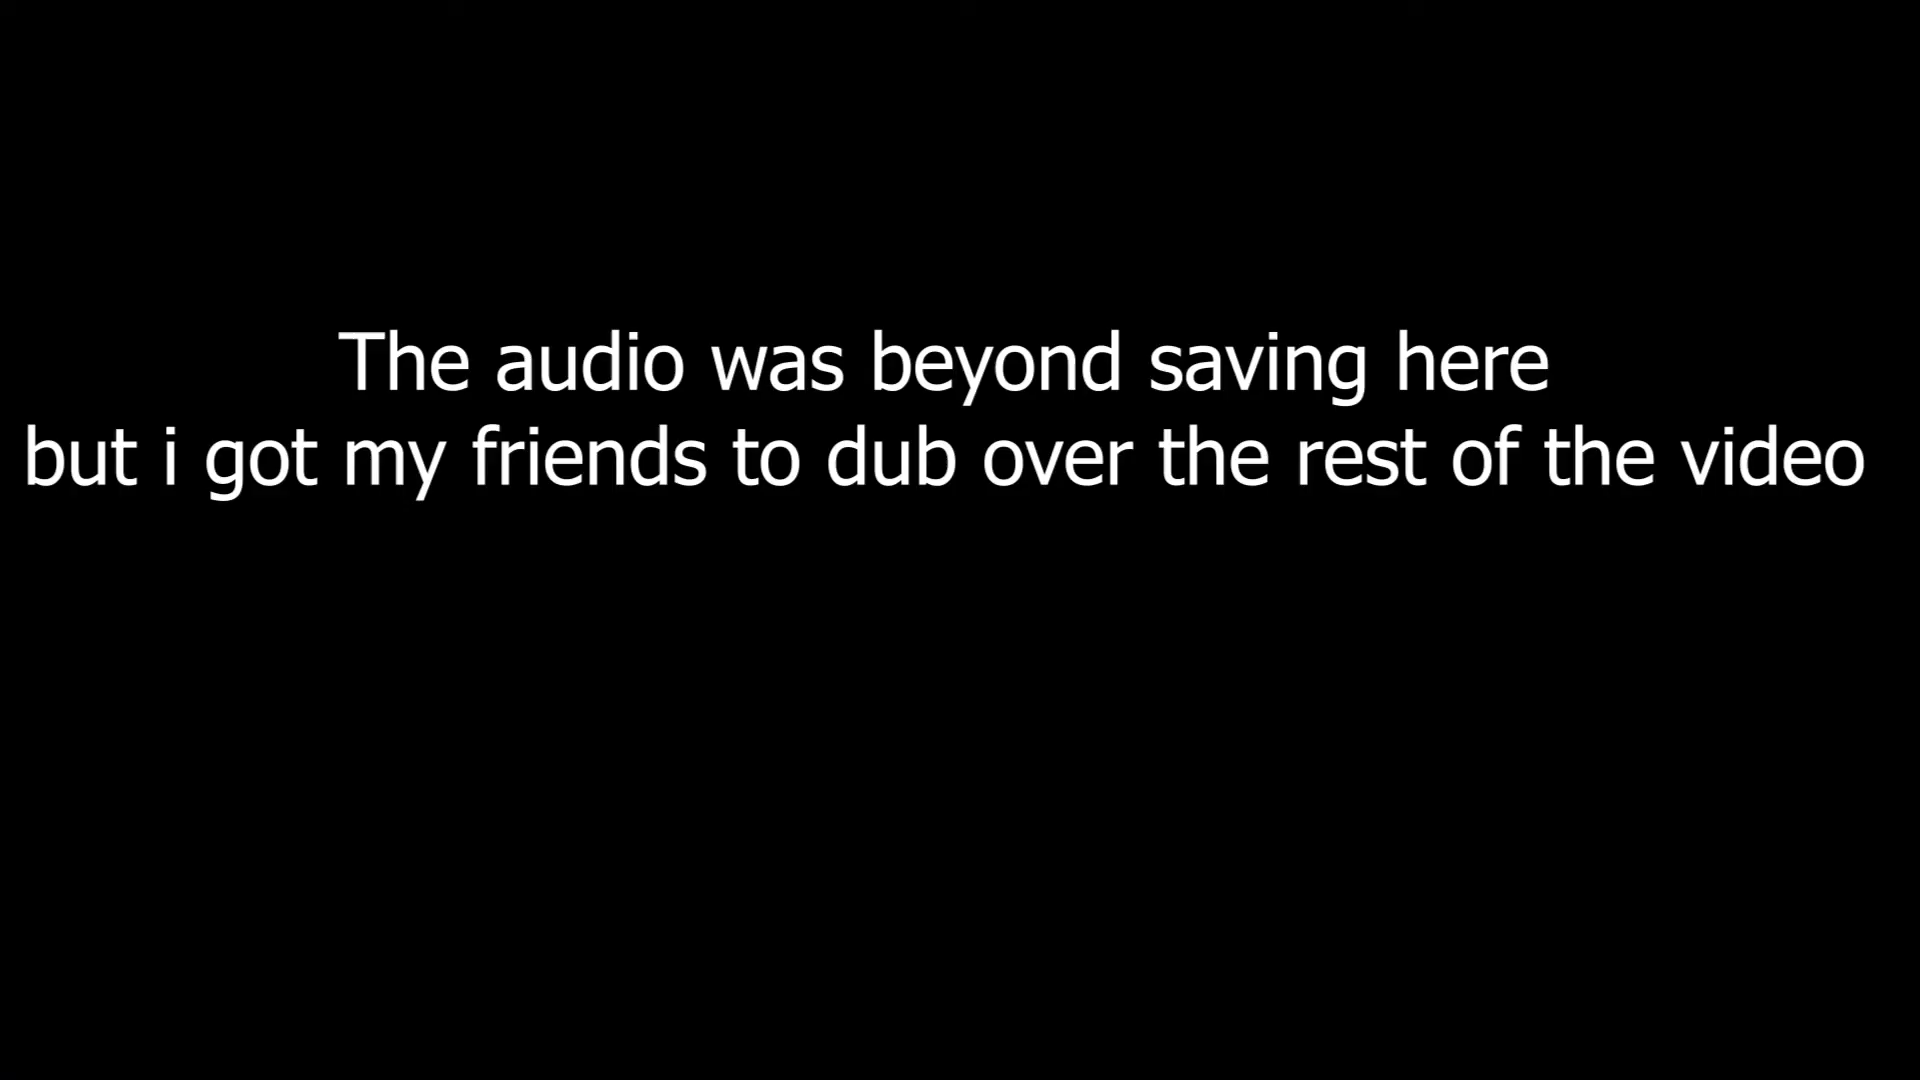 The audio was beyond saving here
but i got my friends to dub over the rest of the video